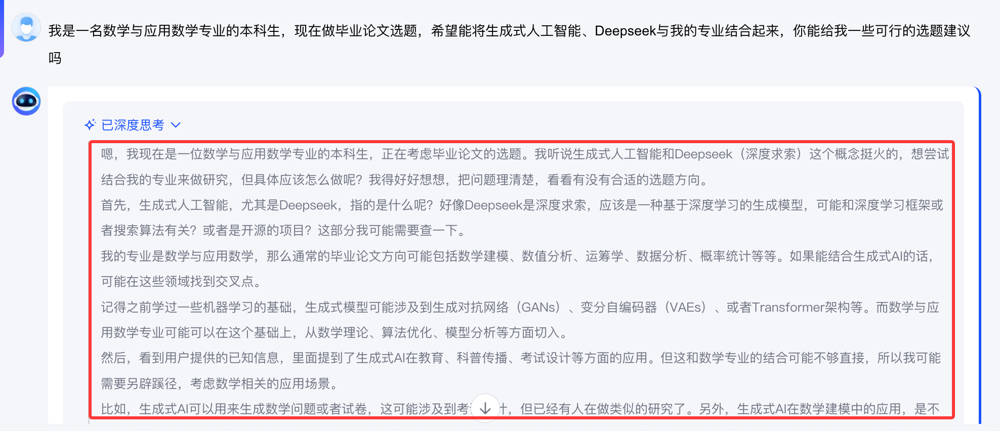 我是一名数学与应用数学专业的本科生，现在做毕业论文选题，希望能将生成式人工智能、Deepseek与我的专业结合起来，你能给我一些可行的选题建议
吗
已深度思考
嗯，我现在是一位数学与应用数学专业的本科生，正在考虑毕业论文的选题。我听说生成式人工智能和Deepseek（深度求索）这个概念挺火的，想尝试
结合我的专业来做研究，但具体应该怎么做呢？我得好好想想，把问题理清楚，看看有没有合适的选题方向。
首先，生成式人工智能，尤其是Deepseek，指的是什么呢？好像Deepseek是深度求索，应该是一种基于深度学习的生成模型，可能和深度学习框架或
者搜索算法有关？或者是开源的项目？这部分我可能需要查一下。
我的专业是数学与应用数学，那么通常的毕业论文方向可能包括数学建模、数值分析、运筹学、数据分析、概率统计等等。如果能结合生成式AI的话，
可能在这些领域找到交叉点。
记得之前学过一些机器学习的基础，生成式模型可能涉及到生成对抗网络（GANs）、变分自编码器（VAEs）、或者Transformer架构等。而数学与应
用数学专业可能可以在这个基础上，从数学理论、算法优化、模型分析等方面切入。
然后，看到用户提供的已知信息，里面提到了生成式AI在教育、科普传播、考试设计等方面的应用。但这和数学专业的结合可能不够直接，所以我可能
需要另辟蹊径，考虑数学相关的应用场景。
比如，生成式AI可以用来生成数学问题或者试卷，这可能涉及到考计，但已经有人在做类似的研究了。另外，生成式AI在数学建模中的应用，是不